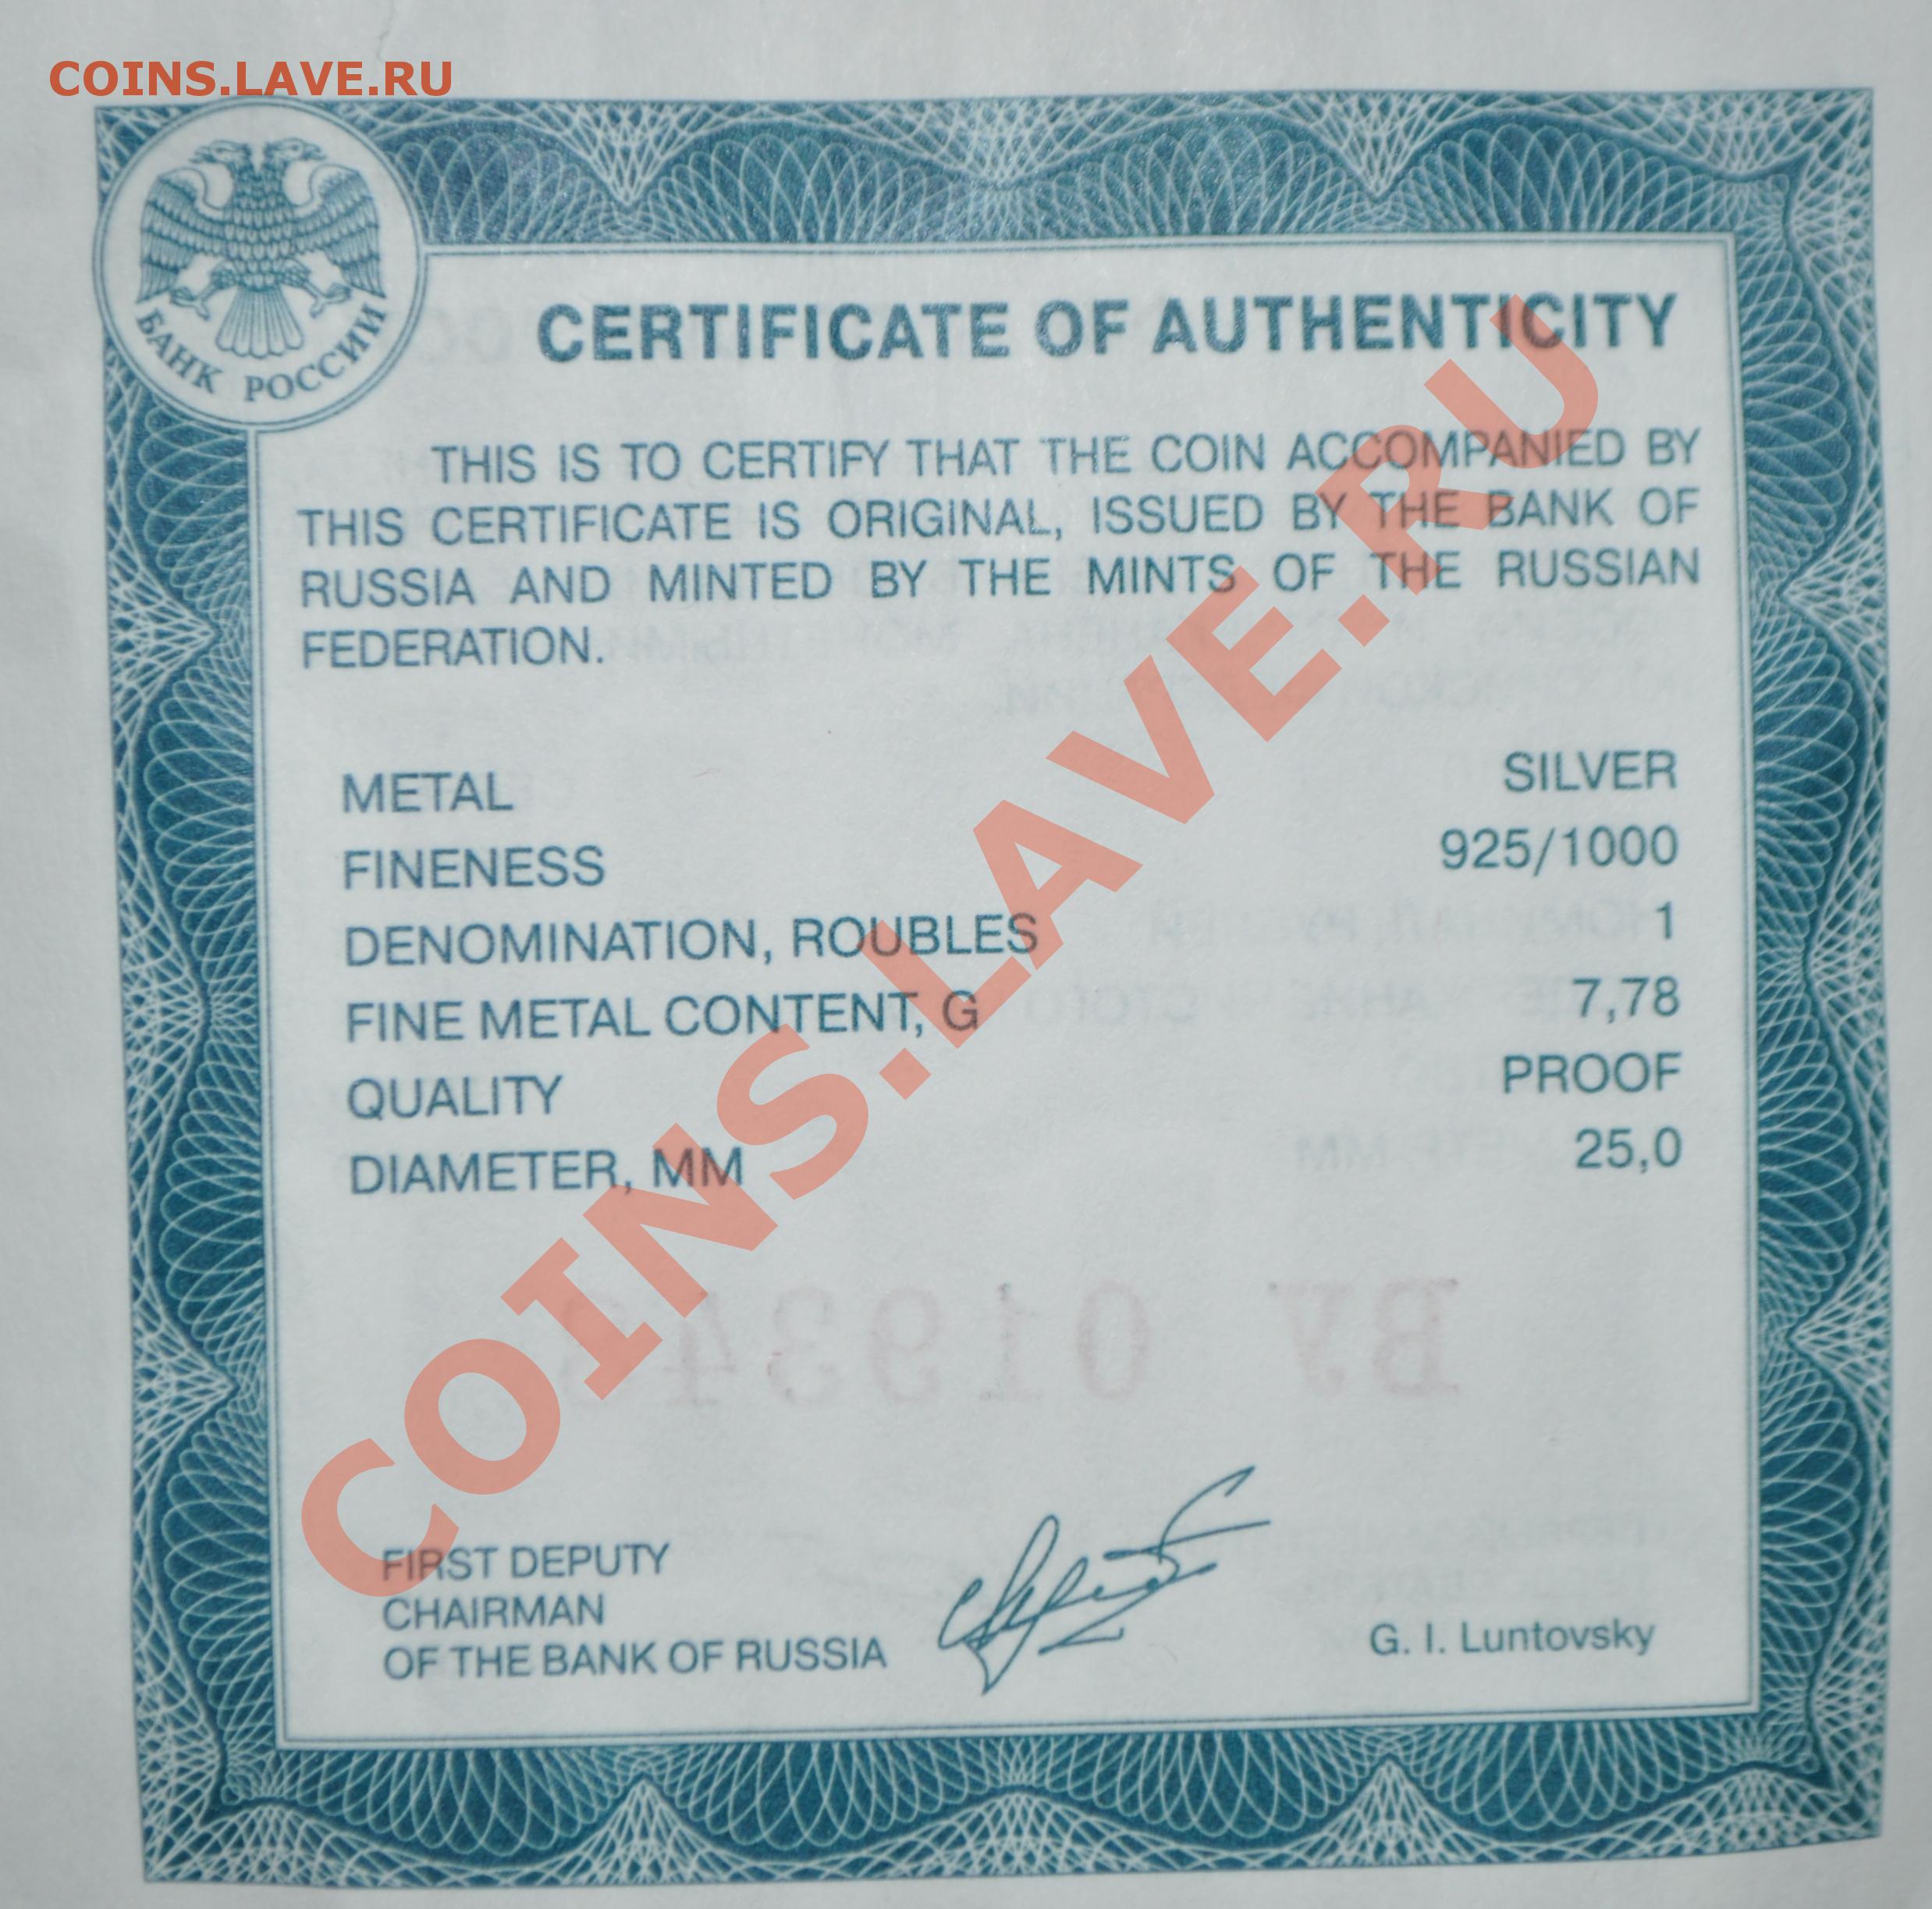 COINS.LAVE.RU
БАНК РОССИИ
CERTIFICATE OF AUTHENTICITY
THIS IS TO CERTIFY THAT THE COIN ACCOMPANIED BY
THIS CERTIFICATE IS ORIGINAL, ISSUED BY THE BANK OF
RUSSIA AND MINTED BY THE MINTS OF THE RUSSIAN
FEDERATION.
METAL SILVER
FINENESS 925/1000
DENOMINATION, ROUBLES 1
FINE METAL CONTENT, G 7,78
QUALITY PROOF
DIAMETER, MM 25,0
COINS.LAVE.RU
FIRST DEPUTY
CHAIRMAN
OF THE BANK OF RUSSIA
G. I. Luntovsky